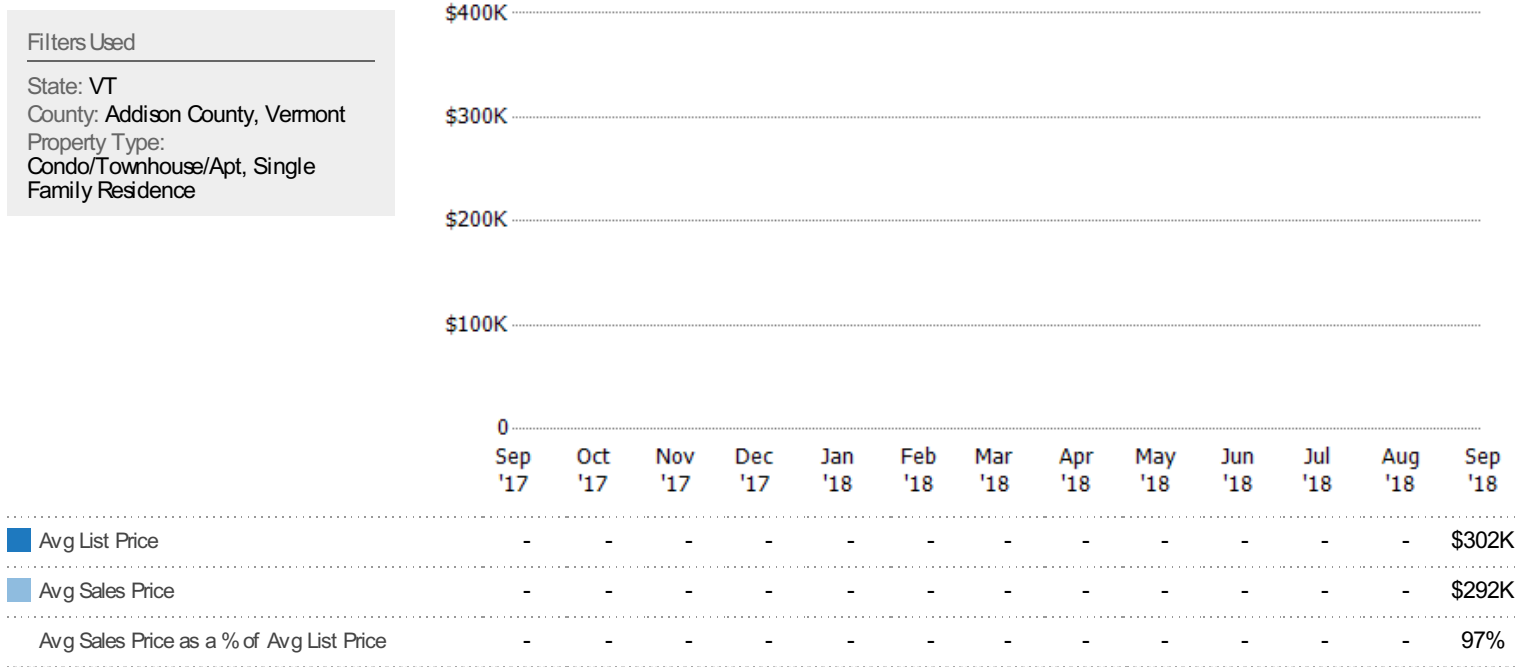 Filters Used
State: VT
County: Addison County, Vermont
Property Type:
Condo/Townhouse/Apt, Single
Family Residence
$400K
$300K
$200K
$100K
0
Sep Oct Nov Dec Jan Feb Mar Apr May Jun Jul Aug Sep
'17 '17 '17 '17 '18 '18 '18 '18 '18 '18 '18 '18 '18
Avg List Price - - - - - - - - - - - - $302K
Avg Sales Price - - - - - - - - - - - - $292K
Avg Sales Price as a % of Avg List Price - - - - - - - - - - - - 97%